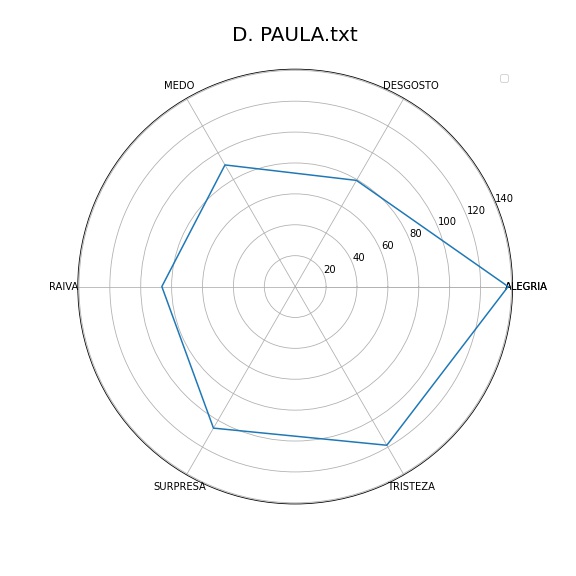 D. PAULA.txt
MEDO
DESGOSTO
140
120
100
80
60
40
20
RAIVA
ALEGRIA
SURPRESA
TRISTEZA